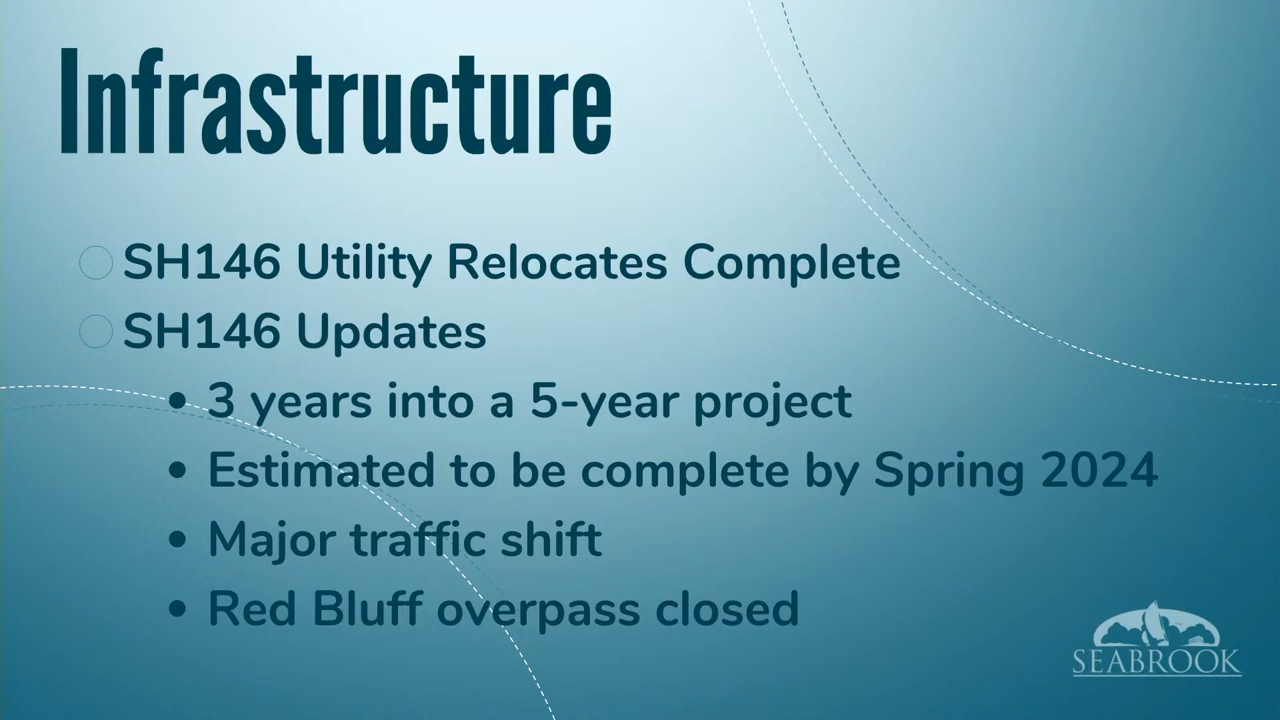 Infrastructure
SH146 Utility Relocates Complete
SH146 Updates
• 3 years into a 5-year project
• Estimated to be complete by Spring 2024
• Major traffic shift
• Red Bluff overpass closed
SEABROOK